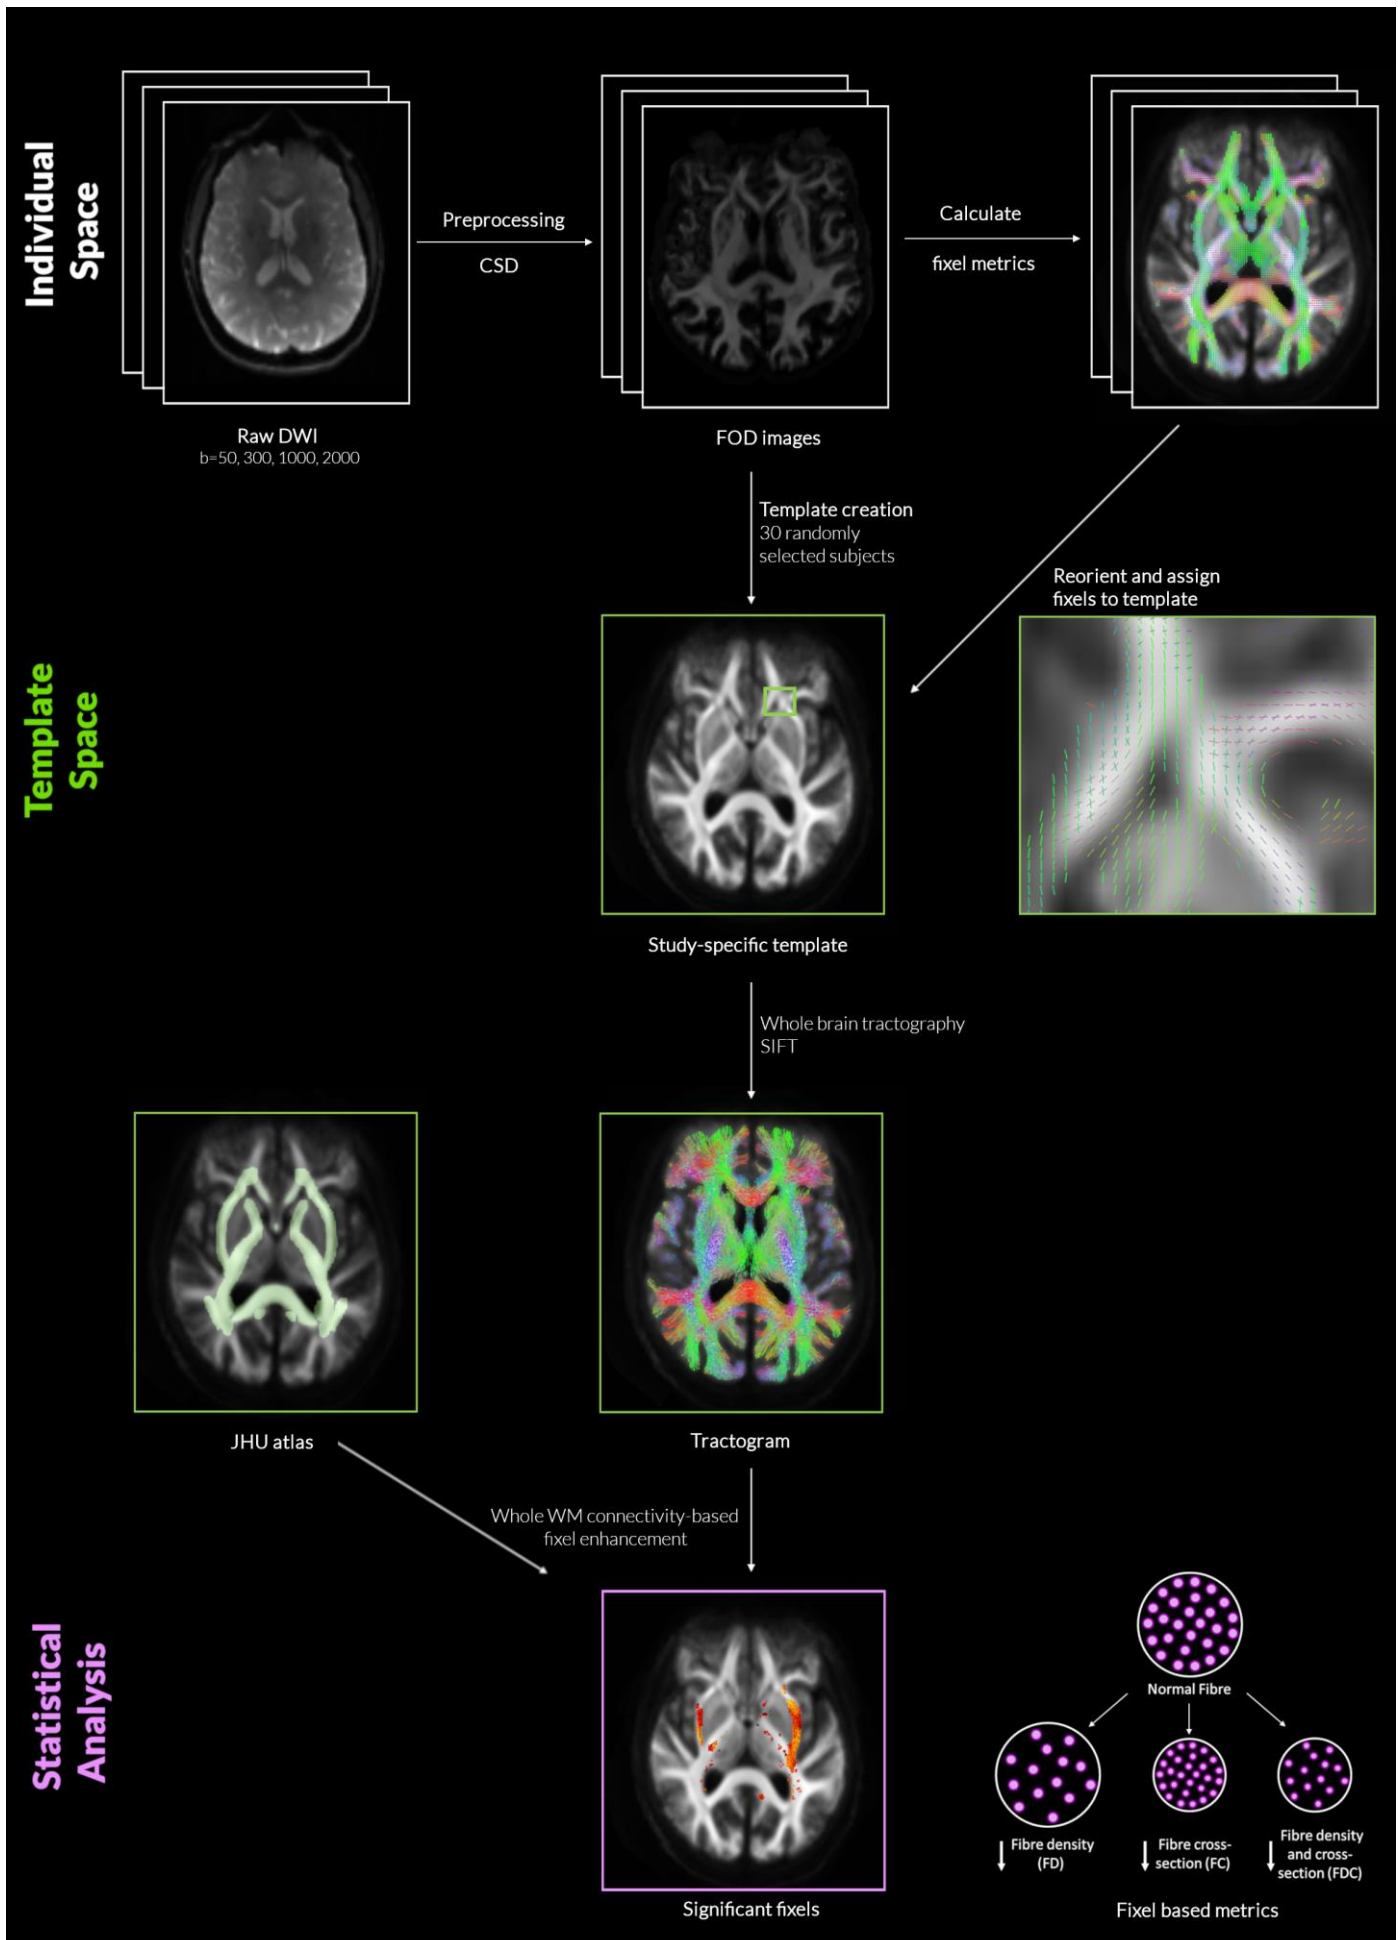 Individual
Space
Preprocessing
CSD
Calculate
fixel metrics
Raw DWI
b=50, 300, 1000, 2000
FOD images
Template creation
30 randomly
selected subjects
Reorient and assign
fixels to template
Template
Space
Study-specific template
Whole brain tractography
SIFT
JHU atlas
Tractogram
Whole WM connectivity-based
fixel enhancement
Statistical
Analysis
Normal Fibre
Fibre density
(FD)
Fibre cross-
section (FC)
Fibre density
and cross-
section (FDC)
Significant fixels
Fixel based metrics